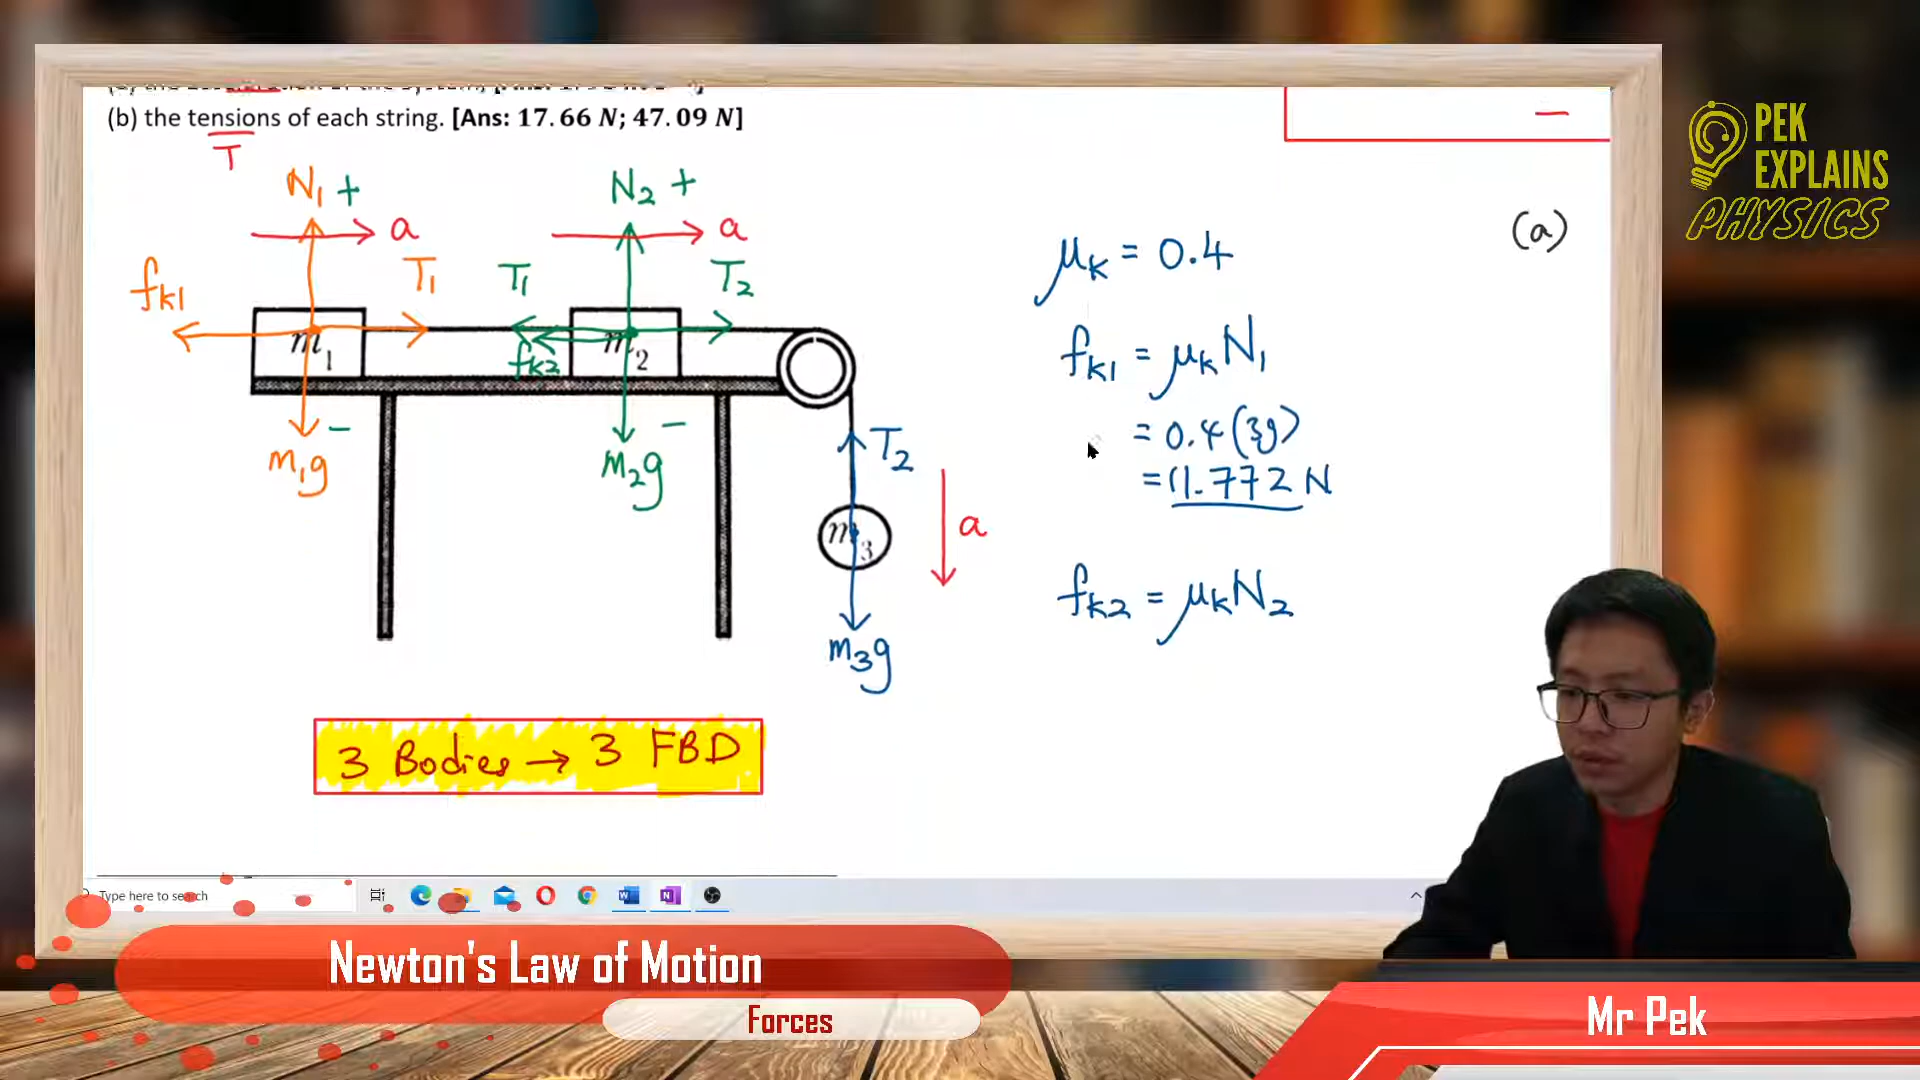 (b) the tensions of each string. [Ans: 17.66 N; 47.09 N]
T
N1 +
a
fk1
T1
m1
m1g
−
N2 +
a
T1
T2
fk2
m2
m2g
−
T2
m3
a
m3g
3 Bodies → 3 FBD
(a)
μk = 0.4
fk1 = μkN1
= 0.4(3g)
= 11.772 N
fk2 = μkN2
PEK
EXPLAINS
PHYSICS
Type here to search
Newton's Law of Motion
Forces
Mr Pek